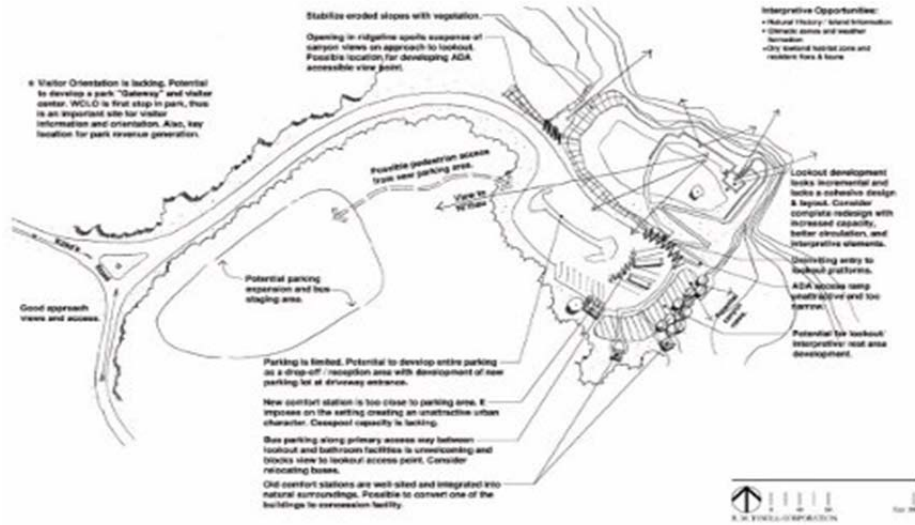 Stabilize eroded slopes with vegetation.
Opening in ridgeline spoils suspense of
canyon views on approach to lookout.
Possible location for developing ADA
accessible view point.
Interpretive Opportunities:
• Natural History / Island Information
• Climatic zones and weather
formation
• Dry lowland habitat zone and
resident flora & fauna
Visitor Orientation is lacking. Potential
to develop a park "Gateway" and visitor
center. WCLO is first stop in park, thus
is an important site for visitor
information and orientation. Also, key
location for park revenue generation.
Possible pedestrian access
from new parking area.
View to
Lookout development
looks incremental and
lacks a cohesive design
& layout. Consider
complete redesign with
increased capacity,
better circulation, and
interpretive elements.
Uninviting entry to
lookout platforms.
ADA access ramp
unattractive and too
narrow.
Potential for lookout/
interpretive/ rest area
development.
Potential parking
expansion and bus
staging area.
Good approach
views and access.
Parking is limited. Potential to develop entire parking
as a drop-off / reception area with development of new
parking lot at driveway entrance.
New comfort station is too close to parking area. It
imposes on the setting creating an unattractive urban
character. Cesspool capacity is lacking.
Bus parking along primary access way between
lookout and bathroom facilities is unwelcoming and
blocks view to lookout access point. Consider
relocating buses.
Old comfort stations are well-sited and integrated into
natural surroundings. Possible to convert one of the
buildings to concession facility.
CORPORATION